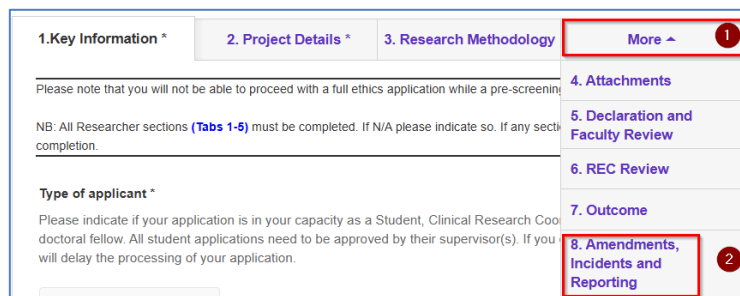 1.Key Information *
2. Project Details *
3. Research Methodology
More
1
Please note that you will not be able to proceed with a full ethics application while a pre-screening
NB: All Researcher sections (Tabs 1-5) must be completed. If N/A please indicate so. If any secti
completion.
Type of applicant *
Please indicate if your application is in your capacity as a Student, Clinical Research Coo
doctoral fellow. All student applications need to be approved by their supervisor(s). If you
will delay the processing of your application.
4. Attachments
5. Declaration and
Faculty Review
6. REC Review
7. Outcome
8. Amendments,
Incidents and
Reporting
2